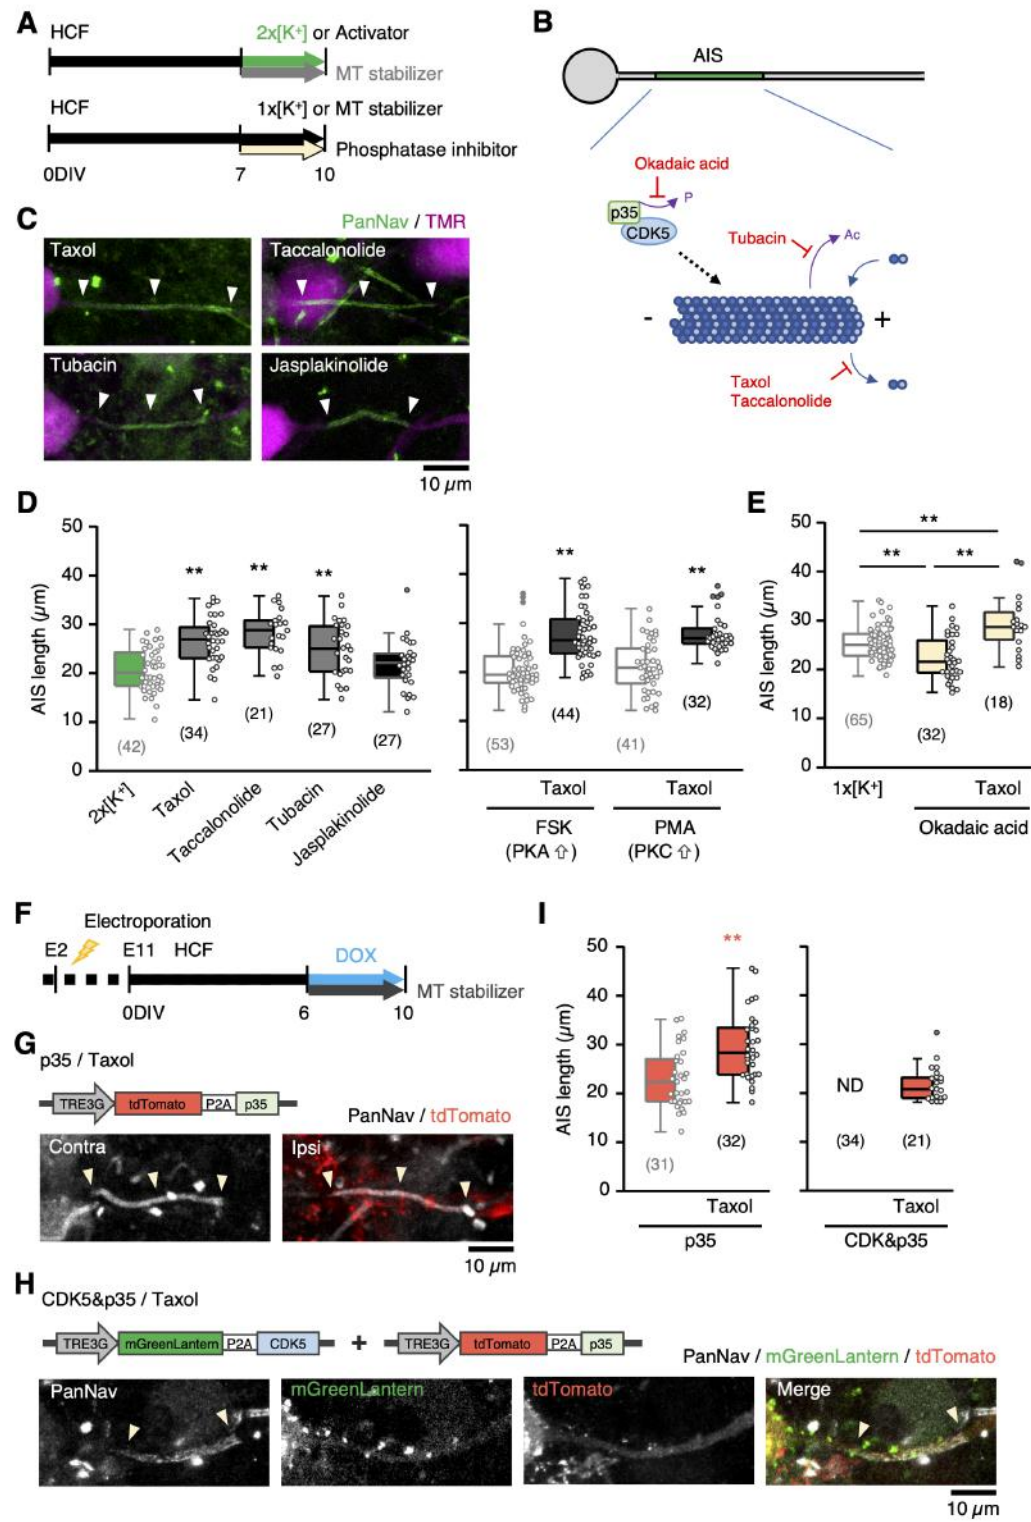 A
HCF
2x[K⁺] or Activator
MT stabilizer
HCF
1x[K⁺] or MT stabilizer
Phosphatase inhibitor
0DIV 7 10
B
AIS
Okadaic acid
P
p35
CDK5
Tubacin
Ac
- +
Taxol
Taccalonolide
C
PanNav / TMR
Taxol
Taccalonolide
Tubacin
Jasplakinolide
10 µm
D
AIS length (µm)
50
40
30
20
10
0
** ** **
(42) (34) (21) (27) (27)
2x[K⁺] Taxol Taccalonolide Tubacin Jasplakinolide
** **
(53) (44) (41) (32)
Taxol Taxol
FSK PMA
(PKA ⇧) (PKC ⇧)
E
AIS length (µm)
50
40
30
20
10
0
**
** **
(65) (32) (18)
1x[K⁺] Taxol
Okadaic acid
F
Electroporation
E2 E11 HCF
DOX
MT stabilizer
0DIV 6 10
G
p35 / Taxol
TRE3G tdTomato P2A p35
PanNav / tdTomato
Contra
Ipsi
10 µm
H
CDK5&p35 / Taxol
TRE3G mGreenLantern P2A CDK5 + TRE3G tdTomato P2A p35
PanNav / mGreenLantern / tdTomato
PanNav
mGreenLantern
tdTomato
Merge
10 µm
I
AIS length (µm)
50
40
30
20
10
0
**
(31) (32)
Taxol
p35
ND
(34) (21)
Taxol
CDK&p35